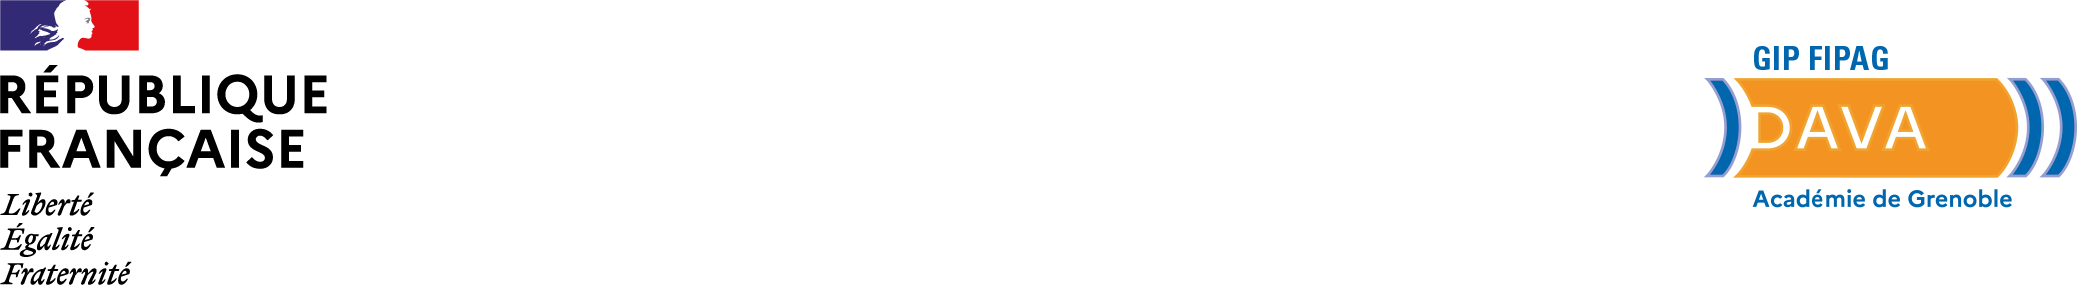 RÉPUBLIQUE
FRANÇAISE
Liberté
Égalité
Fraternité
GIP FIPAG
DAVA
Académie de Grenoble